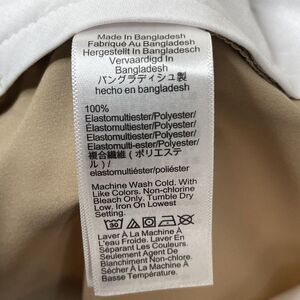 Made In Bangladesh
Fabriqué Au Bangladesh
Hergestellt In Bangladesh
Vervaardigd In
Bangladesh
バングラディシュ製
hecho en bangladesh
100%
Elastomultiester/Polyester/
Elastomultiester/Polyester/
Elastomultiester/Polyester/
Elastomulti-ester/Polyester/
複合繊維(ポリエステ
ル)/
elastomultiéster/poliéster
Machine Wash Cold. With
Like Colors. Non-chlorine
Bleach Only. Tumble Dry
Low. Iron On Lowest
Setting.
30
Laver À La Machine À
L'eau Froide. Laver En
Séparant Les Couleurs.
Seulement Agent De
Blanchiment Non-chloré.
Sécher À La Machine À
Basse Température.